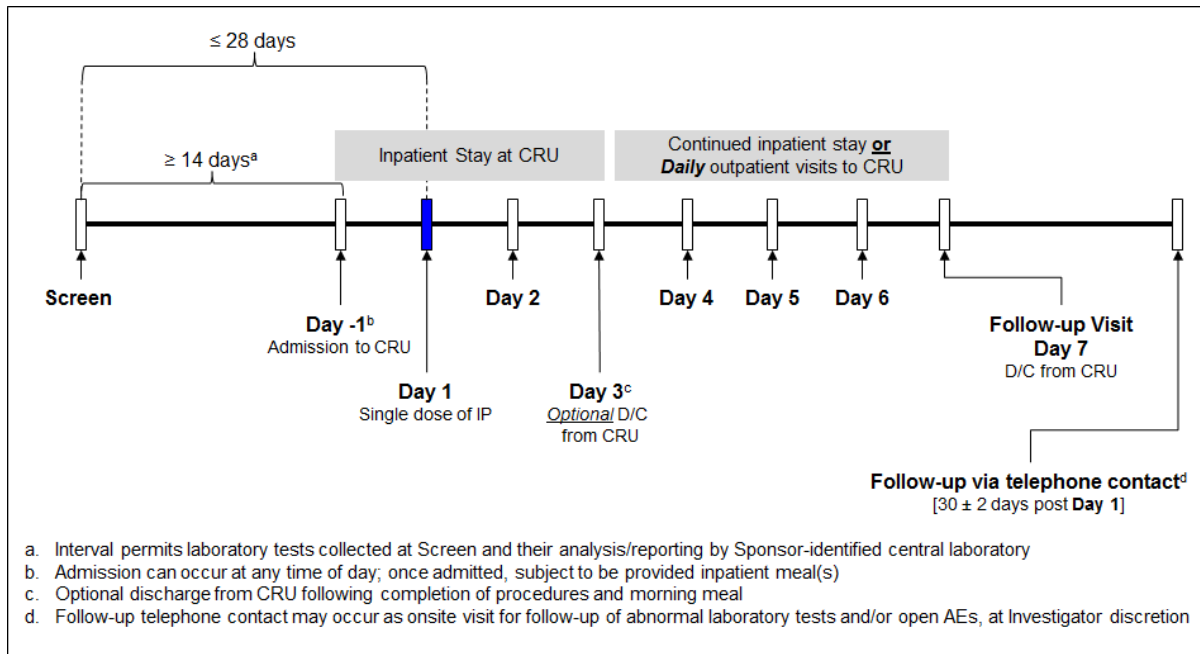 ≤ 28 days
≥ 14 daysᵃ
Inpatient Stay at CRU
Continued inpatient stay or
Daily outpatient visits to CRU
Screen
Day -1ᵇ
Admission to CRU
Day 1
Single dose of IP
Day 2
Day 3ᶜ
Optional D/C
from CRU
Day 4
Day 5
Day 6
Follow-up Visit
Day 7
D/C from CRU
Follow-up via telephone contactᵈ
[30 ± 2 days post Day 1]
a. Interval permits laboratory tests collected at Screen and their analysis/reporting by Sponsor-identified central laboratory
b. Admission can occur at any time of day; once admitted, subject to be provided inpatient meal(s)
c. Optional discharge from CRU following completion of procedures and morning meal
d. Follow-up telephone contact may occur as onsite visit for follow-up of abnormal laboratory tests and/or open AEs, at Investigator discretion